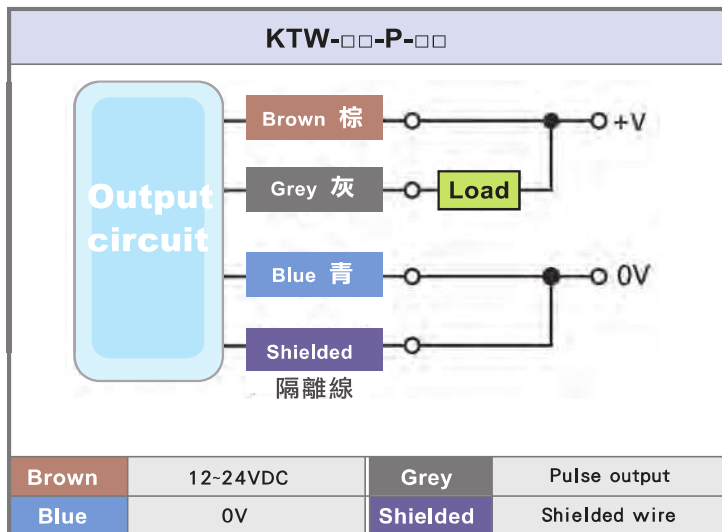 KTW-□□-P-□□
Brown 棕
+V
Grey 灰
Load
Output
circuit
Blue 青
0V
Shielded
隔離線
Brown 12~24VDC Grey Pulse output
Blue 0V Shielded Shielded wire